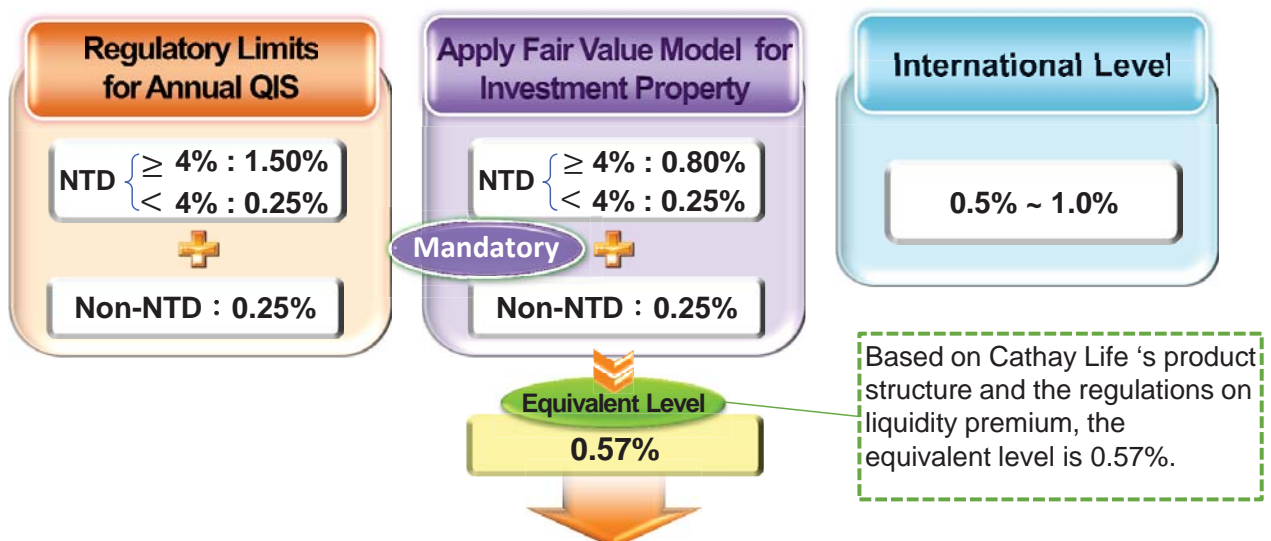 Regulatory Limits
for Annual QIS
NTD
≥ 4% : 1.50%
< 4% : 0.25%
Non-NTD：0.25%
Apply Fair Value Model for
Investment Property
NTD
≥ 4% : 0.80%
< 4% : 0.25%
Mandatory
Non-NTD：0.25%
Equivalent Level
0.57%
International Level
0.5% ~ 1.0%
Based on Cathay Life ‘s product
structure and the regulations on
liquidity premium, the
equivalent level is 0.57%.